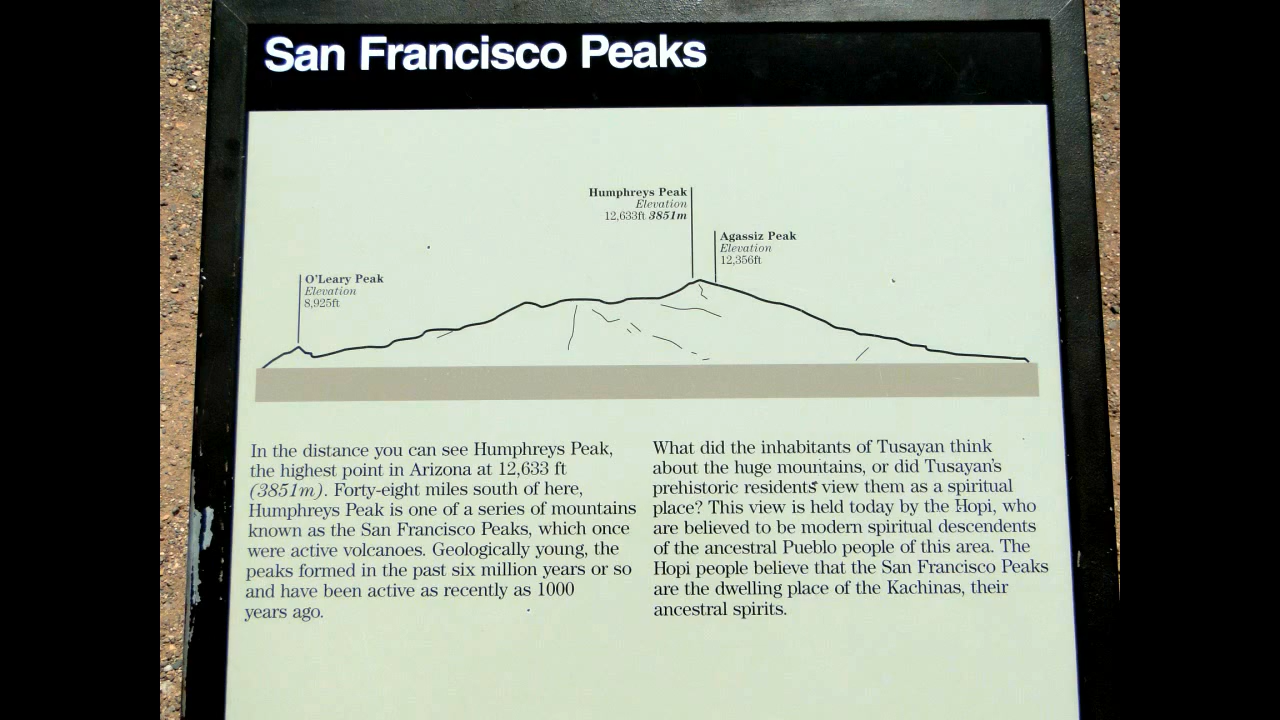 San Francisco Peaks
Humphreys Peak
Elevation
12,633ft 3851m
Agassiz Peak
Elevation
12,356ft
O'Leary Peak
Elevation
8,925ft
In the distance you can see Humphreys Peak,
the highest point in Arizona at 12,633 ft
(3851m). Forty-eight miles south of here,
Humphreys Peak is one of a series of mountains
known as the San Francisco Peaks, which once
were active volcanoes. Geologically young, the
peaks formed in the past six million years or so
and have been active as recently as 1000
years ago.
What did the inhabitants of Tusayan think
about the huge mountains, or did Tusayan's
prehistoric residents view them as a spiritual
place? This view is held today by the Hopi, who
are believed to be modern spiritual descendents
of the ancestral Pueblo people of this area. The
Hopi people believe that the San Francisco Peaks
are the dwelling place of the Kachinas, their
ancestral spirits.